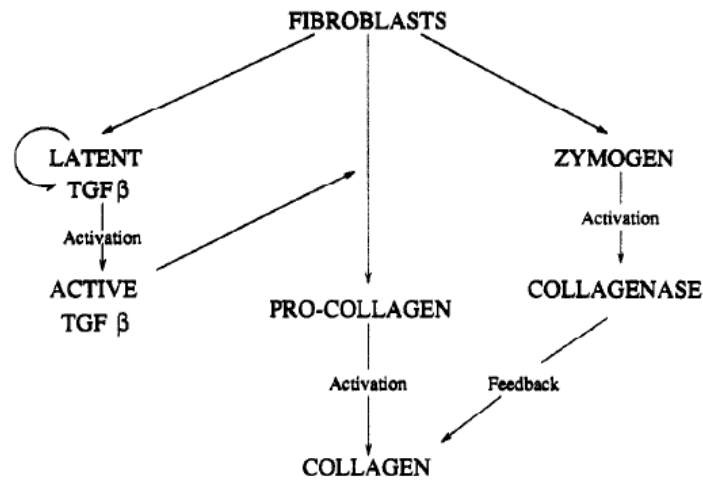 FIBROBLASTS
LATENT
TGF β
ZYMOGEN
Activation
Activation
ACTIVE
TGF β
COLLAGENASE
PRO-COLLAGEN
Activation
Feedback
COLLAGEN